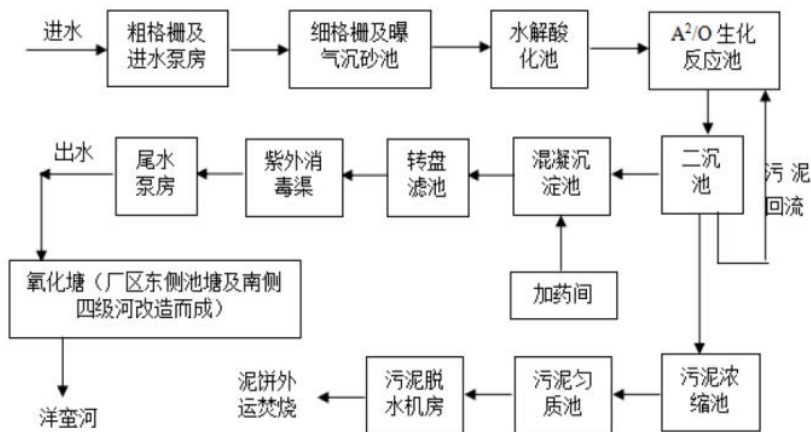 进水
粗格栅及
进水泵房
细格栅及曝
气沉砂池
水解酸
化池
A²/O 生化
反应池
出水
尾水
泵房
紫外消
毒渠
转盘
滤池
混凝沉
淀池
二沉
池
污 泥
回流
氧化塘（厂区东侧池塘及南侧
四级河改造而成）
加药间
洋蛮河
泥饼外
运焚烧
污泥脱
水机房
污泥匀
质池
污泥浓
缩池